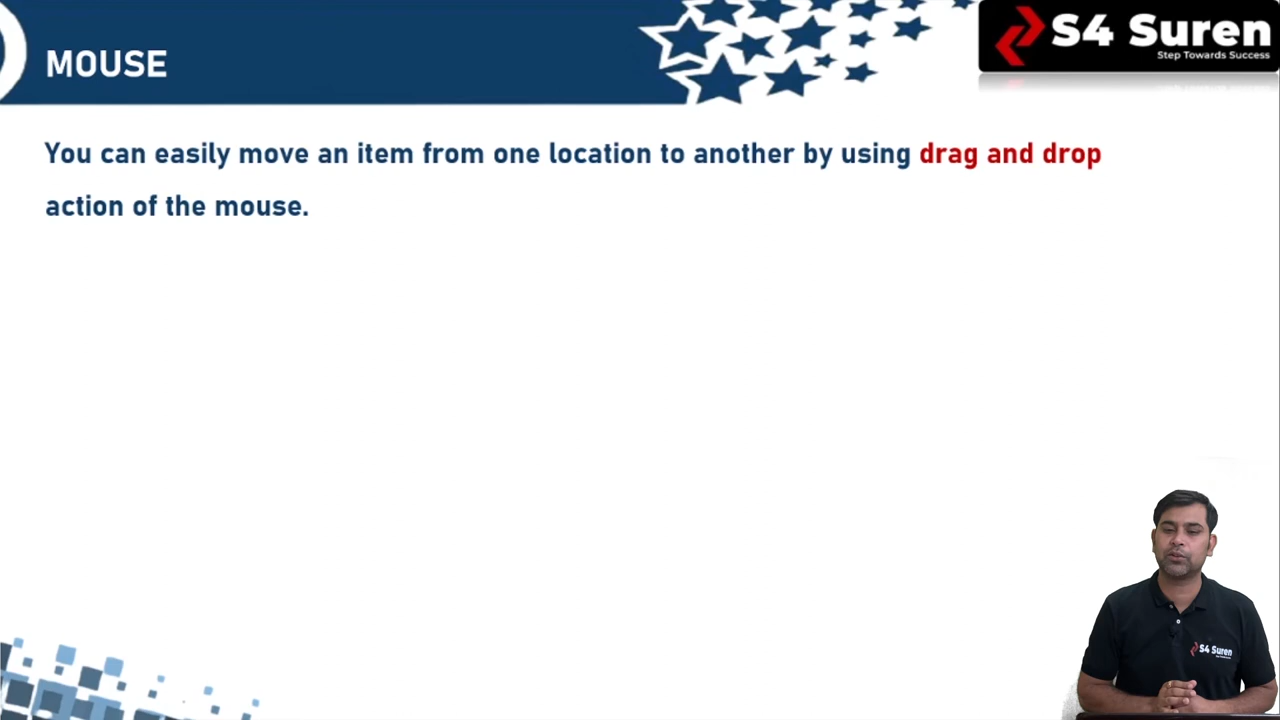 MOUSE
S4 Suren
Step Towards Success
You can easily move an item from one location to another by using drag and drop
action of the mouse.
S4 Suren